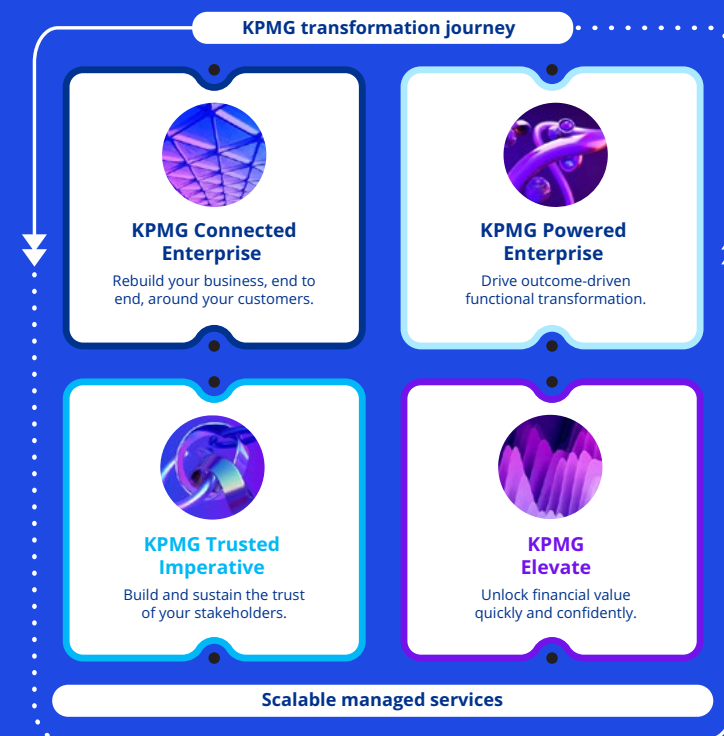 KPMG transformation journey
KPMG Connected
Enterprise
Rebuild your business, end to
end, around your customers.
KPMG Powered
Enterprise
Drive outcome-driven
functional transformation.
KPMG Trusted
Imperative
Build and sustain the trust
of your stakeholders.
KPMG
Elevate
Unlock financial value
quickly and confidently.
Scalable managed services